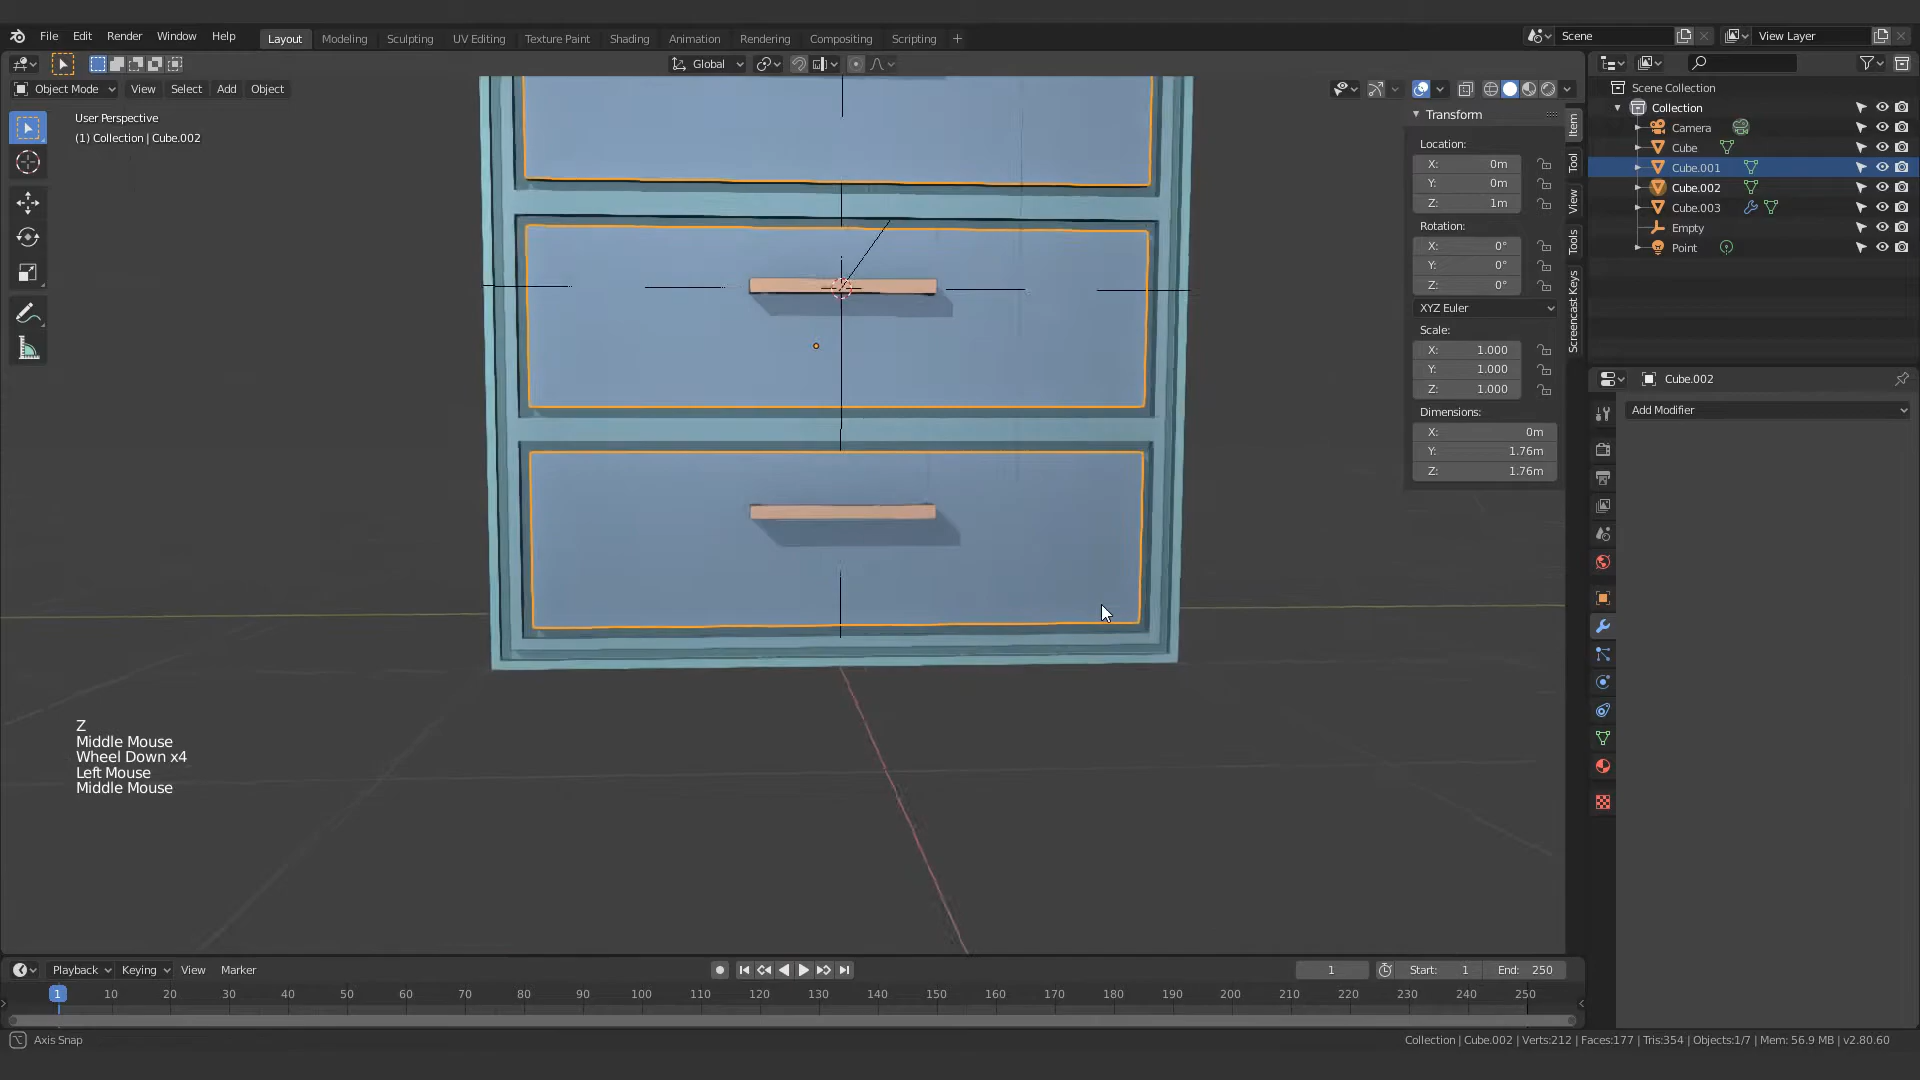 File Edit Render Window Help
Layout Modeling Sculpting UV Editing Texture Paint Shading Animation Rendering Compositing Scripting +
Scene
View Layer
Global
Object Mode View Select Add Object
User Perspective
(1) Collection | Cube.002
Transform
Location:
X: 0m
Y: 0m
Z: 1m
Rotation:
X: 0°
Y: 0°
Z: 0°
XYZ Euler
Scale:
X: 1.000
Y: 1.000
Z: 1.000
Dimensions:
X: 0m
Y: 1.76m
Z: 1.76m
Item
Tool
View
Tools
Screencast Keys
Scene Collection
Collection
Camera
Cube
Cube.001
Cube.002
Cube.003
Empty
Point
Cube.002
Add Modifier
Z
Middle Mouse
Wheel Down x4
Left Mouse
Middle Mouse
Playback Keying View Marker
1 Start: 1 End: 250
1 10 20 30 40 50 60 70 80 90 100 110 120 130 140 150 160 170 180 190 200 210 220 230 240 250
Axis Snap
Collection | Cube.002 | Verts:212 | Faces:177 | Tris:354 | Objects:1/7 | Mem: 56.9 MB | v2.80.60